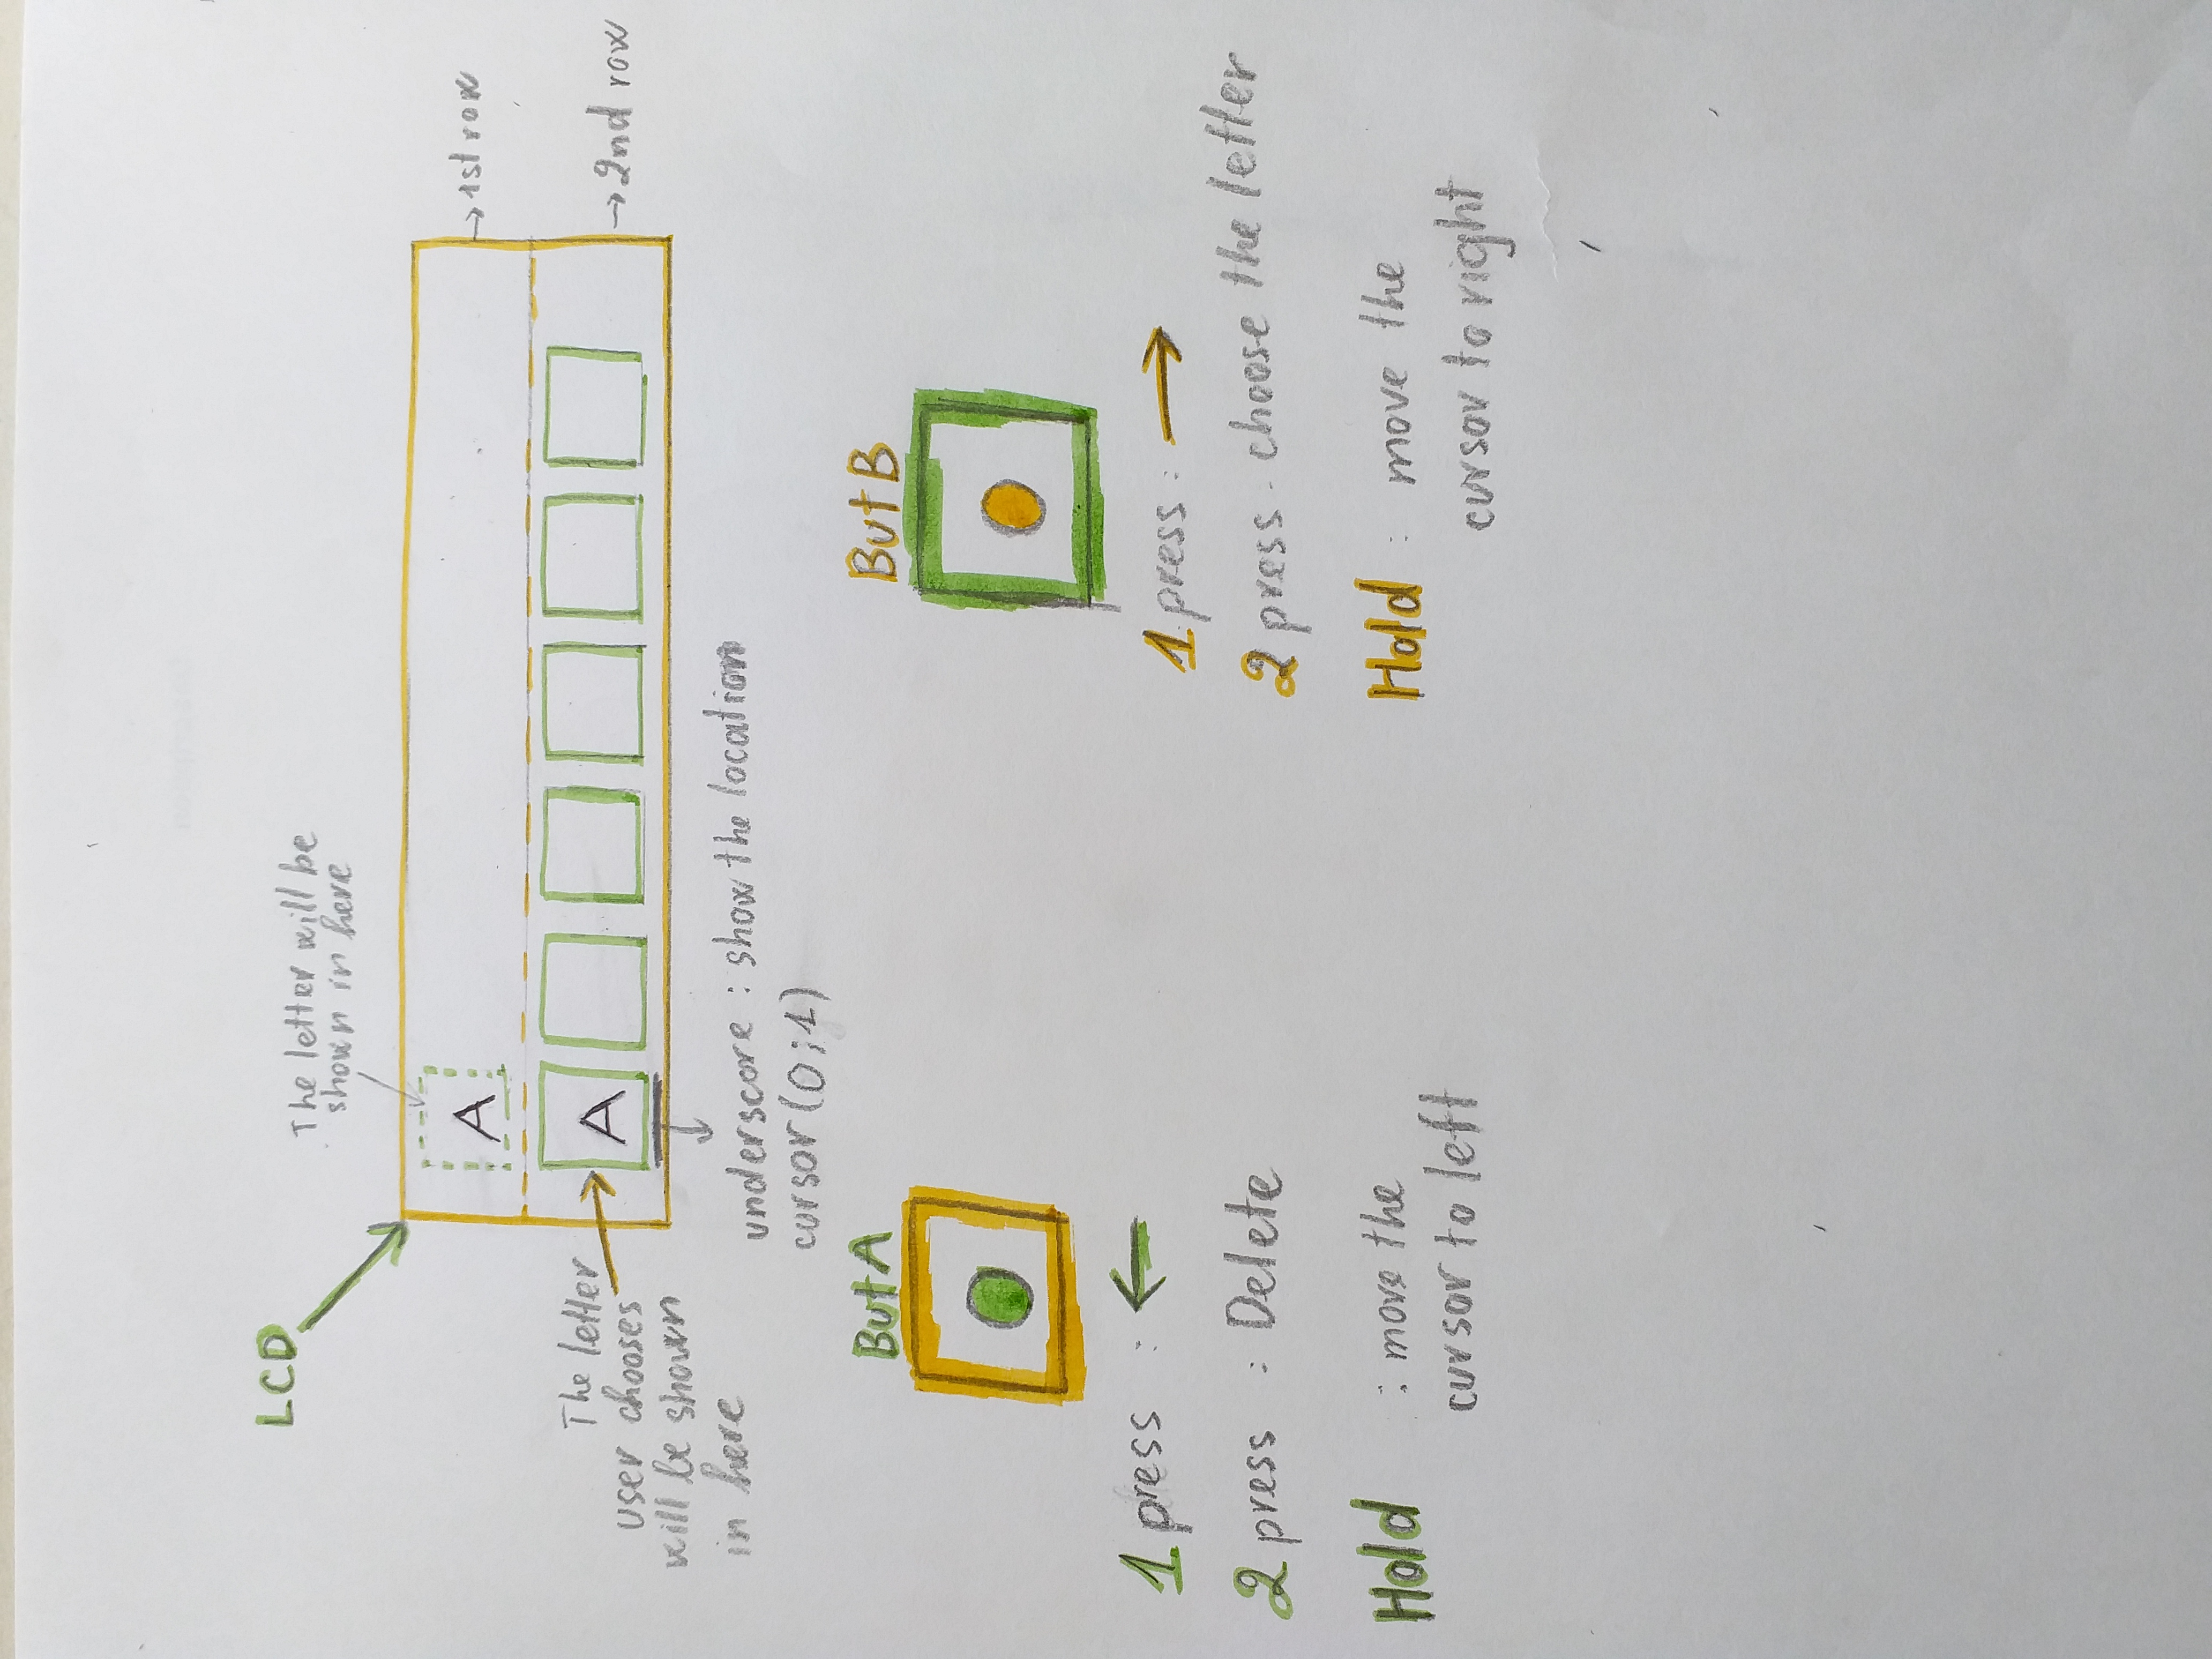 LCD
The letter will be
shown in here
A
→ 1st row
The letter
user chooses
will be shown
in here
A
→ 2nd row
underscore : show the location
cursor (0;1)
But A
But B
1 press : ←
2 press : Delete
Hold : move the
cursor to left
1 press : →
2 press . choose the letter
Hold : move the
cursor to right